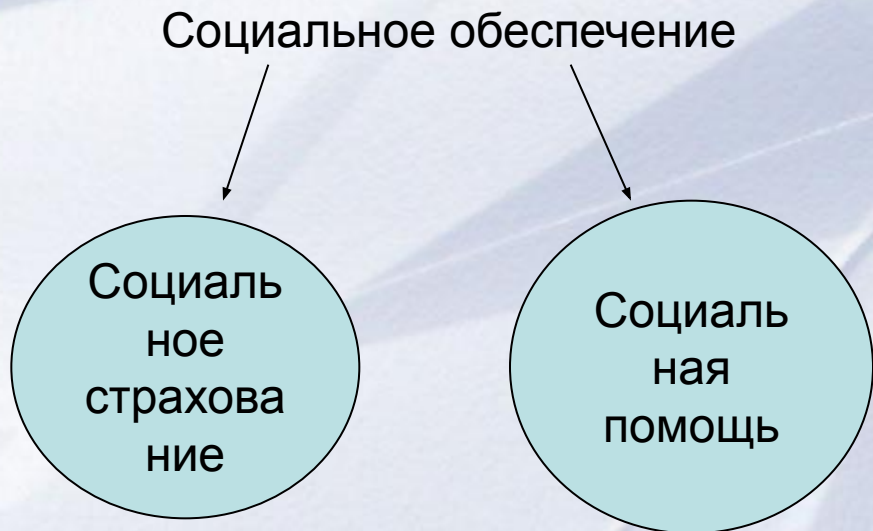 Социальное обеспечение
Социаль
ное
страхова
ние
Социаль
ная
помощь